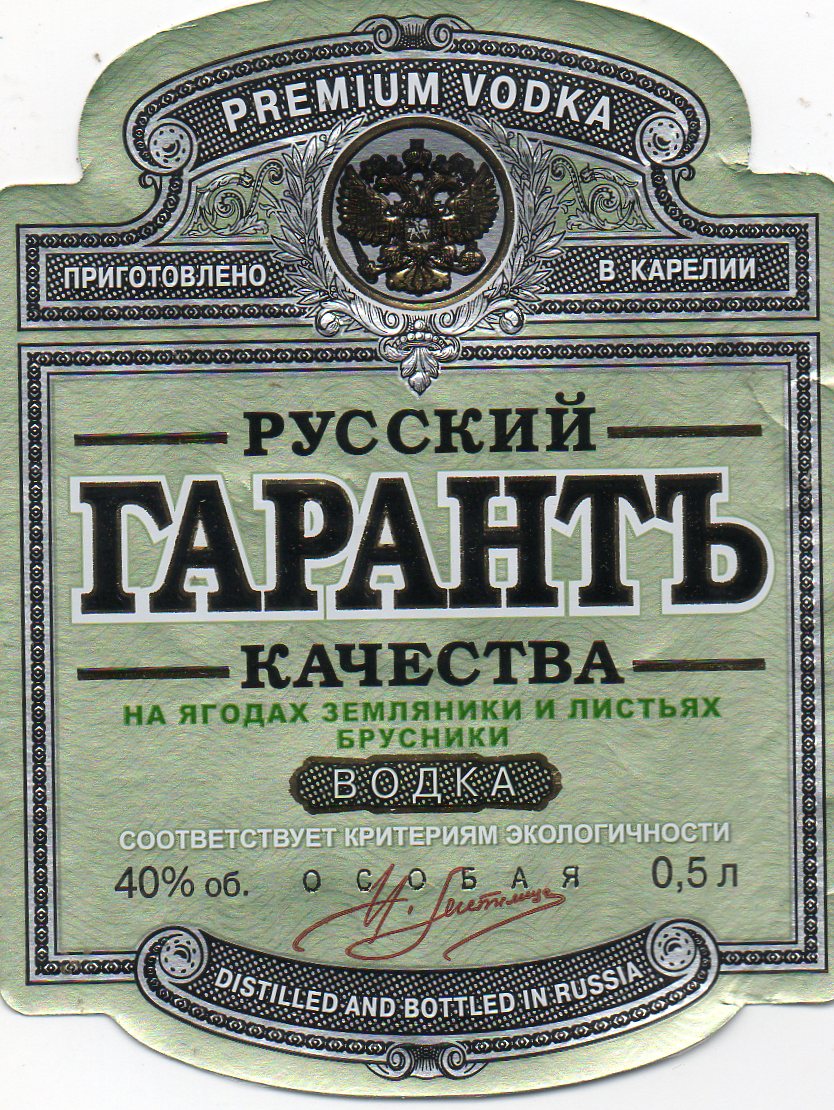 PREMIUM VODKA
ПРИГОТОВЛЕНО В КАРЕЛИИ
РУССКИЙ
ГАРАНТЪ
КАЧЕСТВА
НА ЯГОДАХ ЗЕМЛЯНИКИ И ЛИСТЬЯХ
БРУСНИКИ
ВОДКА
СООТВЕТСТВУЕТ КРИТЕРИЯМ ЭКОЛОГИЧНОСТИ
40% об. ОСОБАЯ 0,5 л
DISTILLED AND BOTTLED IN RUSSIA